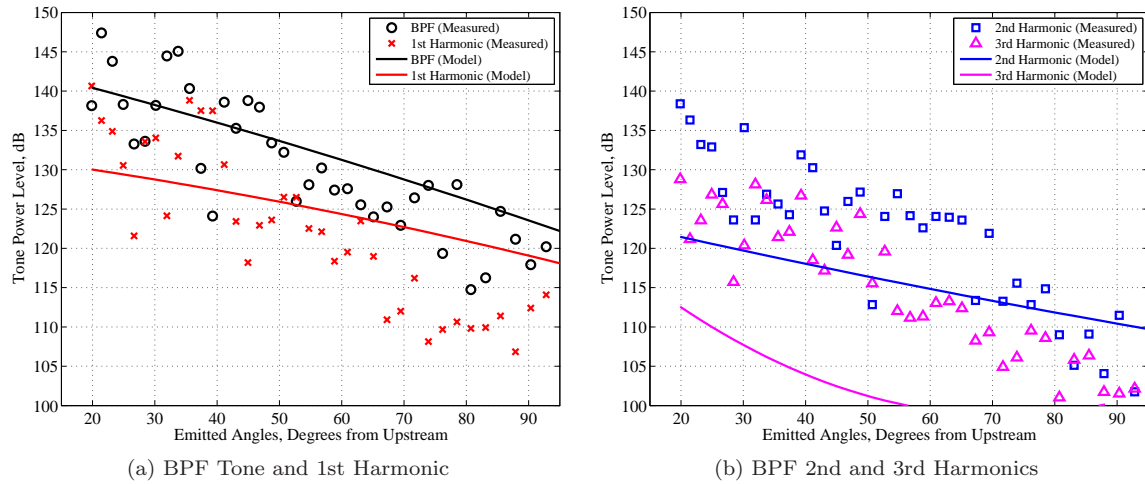 150
145
140
135
130
125
120
115
110
105
100
Tone Power Level, dB
20 30 40 50 60 70 80 90
Emitted Angles, Degrees from Upstream
BPF (Measured)
1st Harmonic (Measured)
BPF (Model)
1st Harmonic (Model)
(a) BPF Tone and 1st Harmonic
150
145
140
135
130
125
120
115
110
105
100
Tone Power Level, dB
20 30 40 50 60 70 80 90
Emitted Angles, Degrees from Upstream
2nd Harmonic (Measured)
3rd Harmonic (Measured)
2nd Harmonic (Model)
3rd Harmonic (Model)
(b) BPF 2nd and 3rd Harmonics